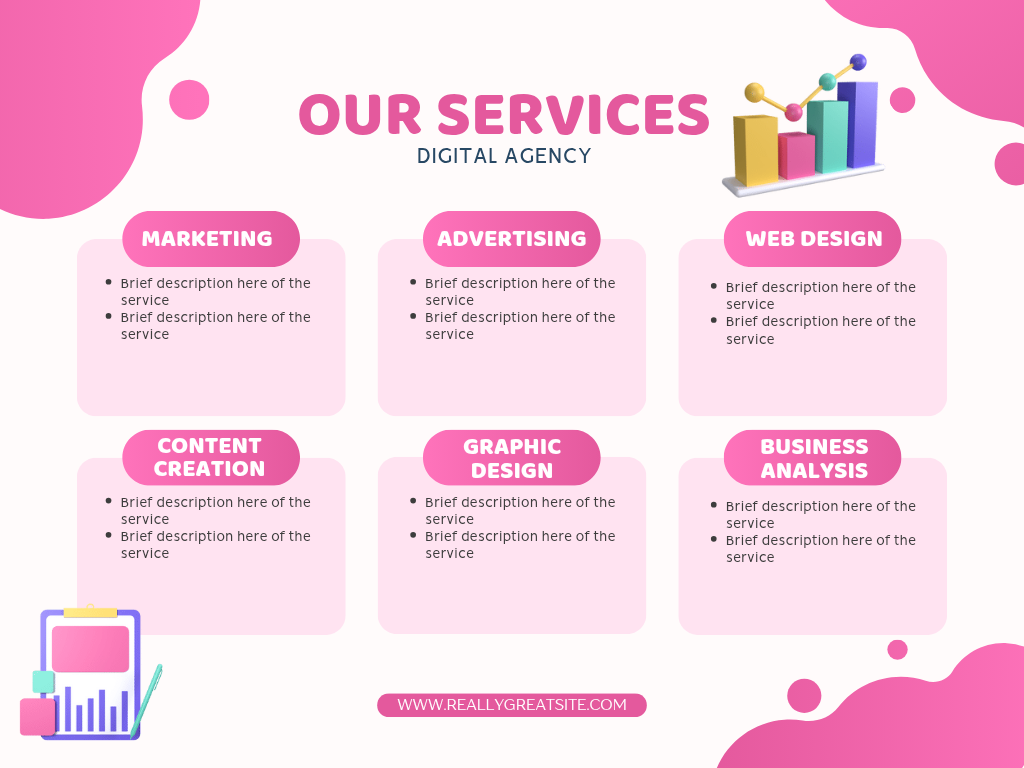 OUR SERVICES
DIGITAL AGENCY
MARKETING
• Brief description here of the
service
• Brief description here of the
service
ADVERTISING
• Brief description here of the
service
• Brief description here of the
service
WEB DESIGN
• Brief description here of the
service
• Brief description here of the
service
CONTENT
CREATION
• Brief description here of the
service
• Brief description here of the
service
GRAPHIC
DESIGN
• Brief description here of the
service
• Brief description here of the
service
BUSINESS
ANALYSIS
• Brief description here of the
service
• Brief description here of the
service
WWW.REALLYGREATSITE.COM